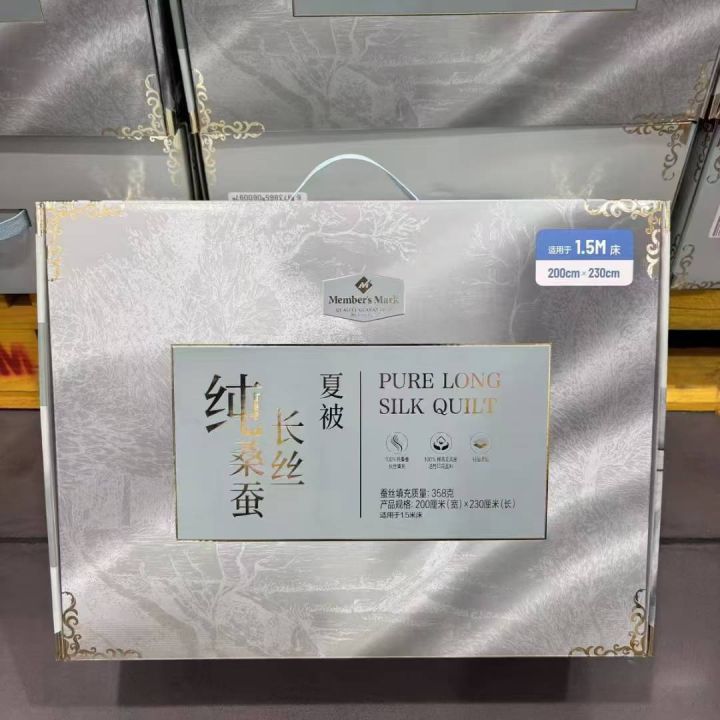 适用于 1.5M 床
200cm × 230cm
Member's Mark
纯桑蚕
长丝
夏被
PURE LONG
SILK QUILT
蚕丝填充质量: 368克
产品规格: 200厘米(宽)×230厘米(长)
适用于1.5米床